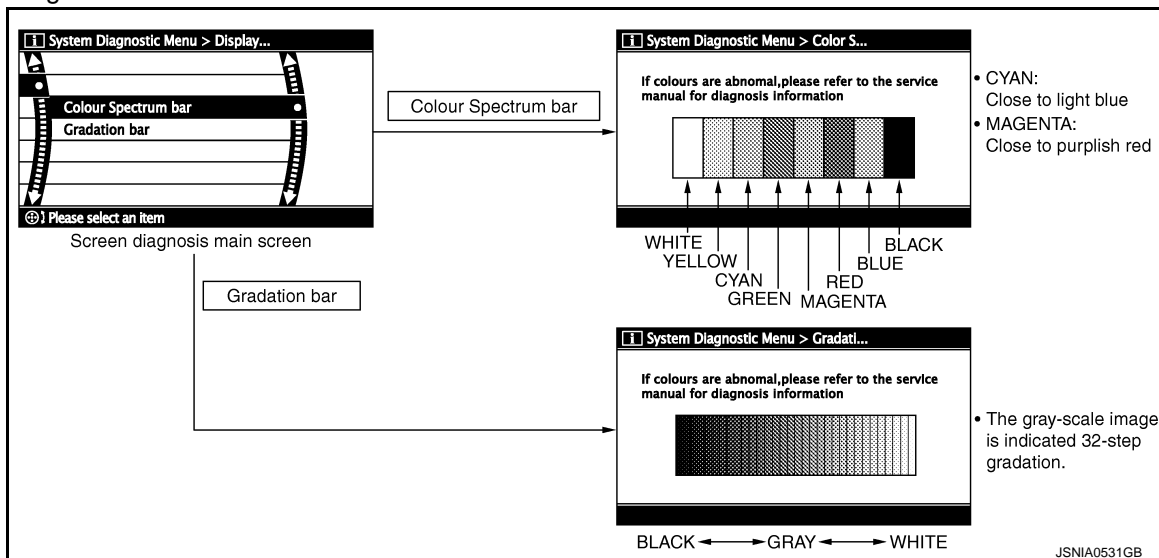 System Diagnostic Menu > Display...
Colour Spectrum bar
Gradation bar
Please select an item
Screen diagnosis main screen
Colour Spectrum bar
System Diagnostic Menu > Color S...
If colours are abnomal,please refer to the service
manual for diagnosis information
WHITE
YELLOW
CYAN
GREEN
MAGENTA
RED
BLUE
BLACK
• CYAN:
Close to light blue
• MAGENTA:
Close to purplish red
Gradation bar
System Diagnostic Menu > Gradati...
If colours are abnomal,please refer to the service
manual for diagnosis information
BLACK GRAY WHITE
• The gray-scale image
is indicated 32-step
gradation.
JSNIA0531GB